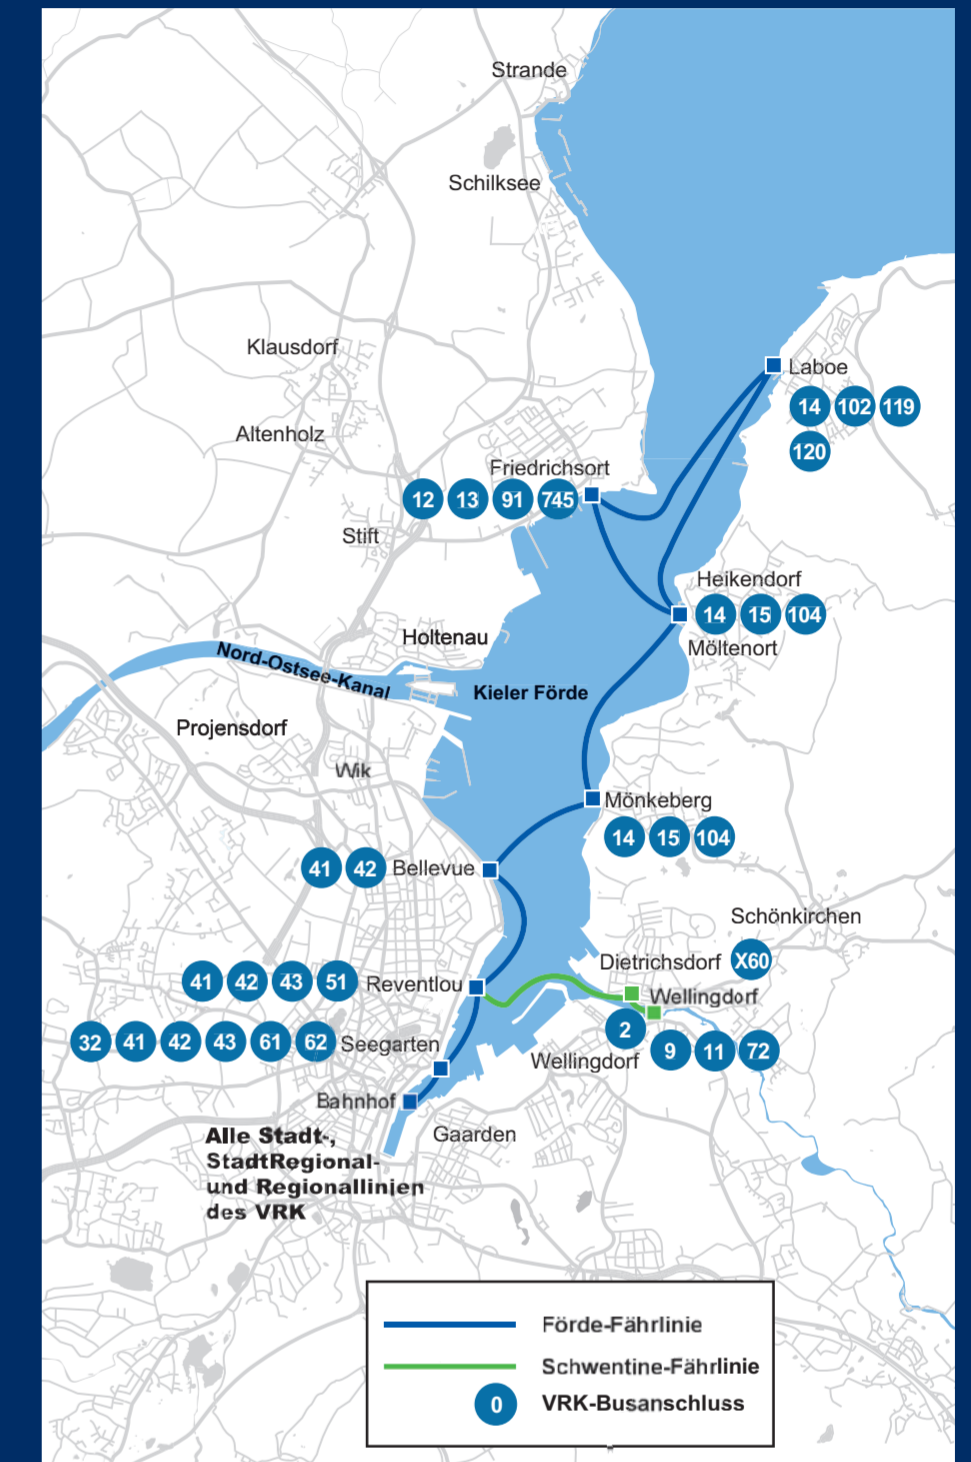 Strande
Schilksee
Klausdorf
Laboe
14 102 119
120
Altenholz
Friedrichsort
12 13 91 745
Stift
Heikendorf
14 15 104
Möltenort
Holtenau
Nord-Ostsee-Kanal
Kieler Förde
Projensdorf
Wik
Mönkeberg
14 15 104
41 42 Bellevue
Schönkirchen
Dietrichsdorf X60
41 42 43 51 Reventlou
Wellingdorf
2
9 11 72
32 41 42 43 61 62 Seegarten
Wellingdorf
Bahnhof
Gaarden
Alle Stadt-,
StadtRegional-
und Regionallinien
des VRK
Förde-Fährlinie
Schwentine-Fährlinie
0 VRK-Busanschluss